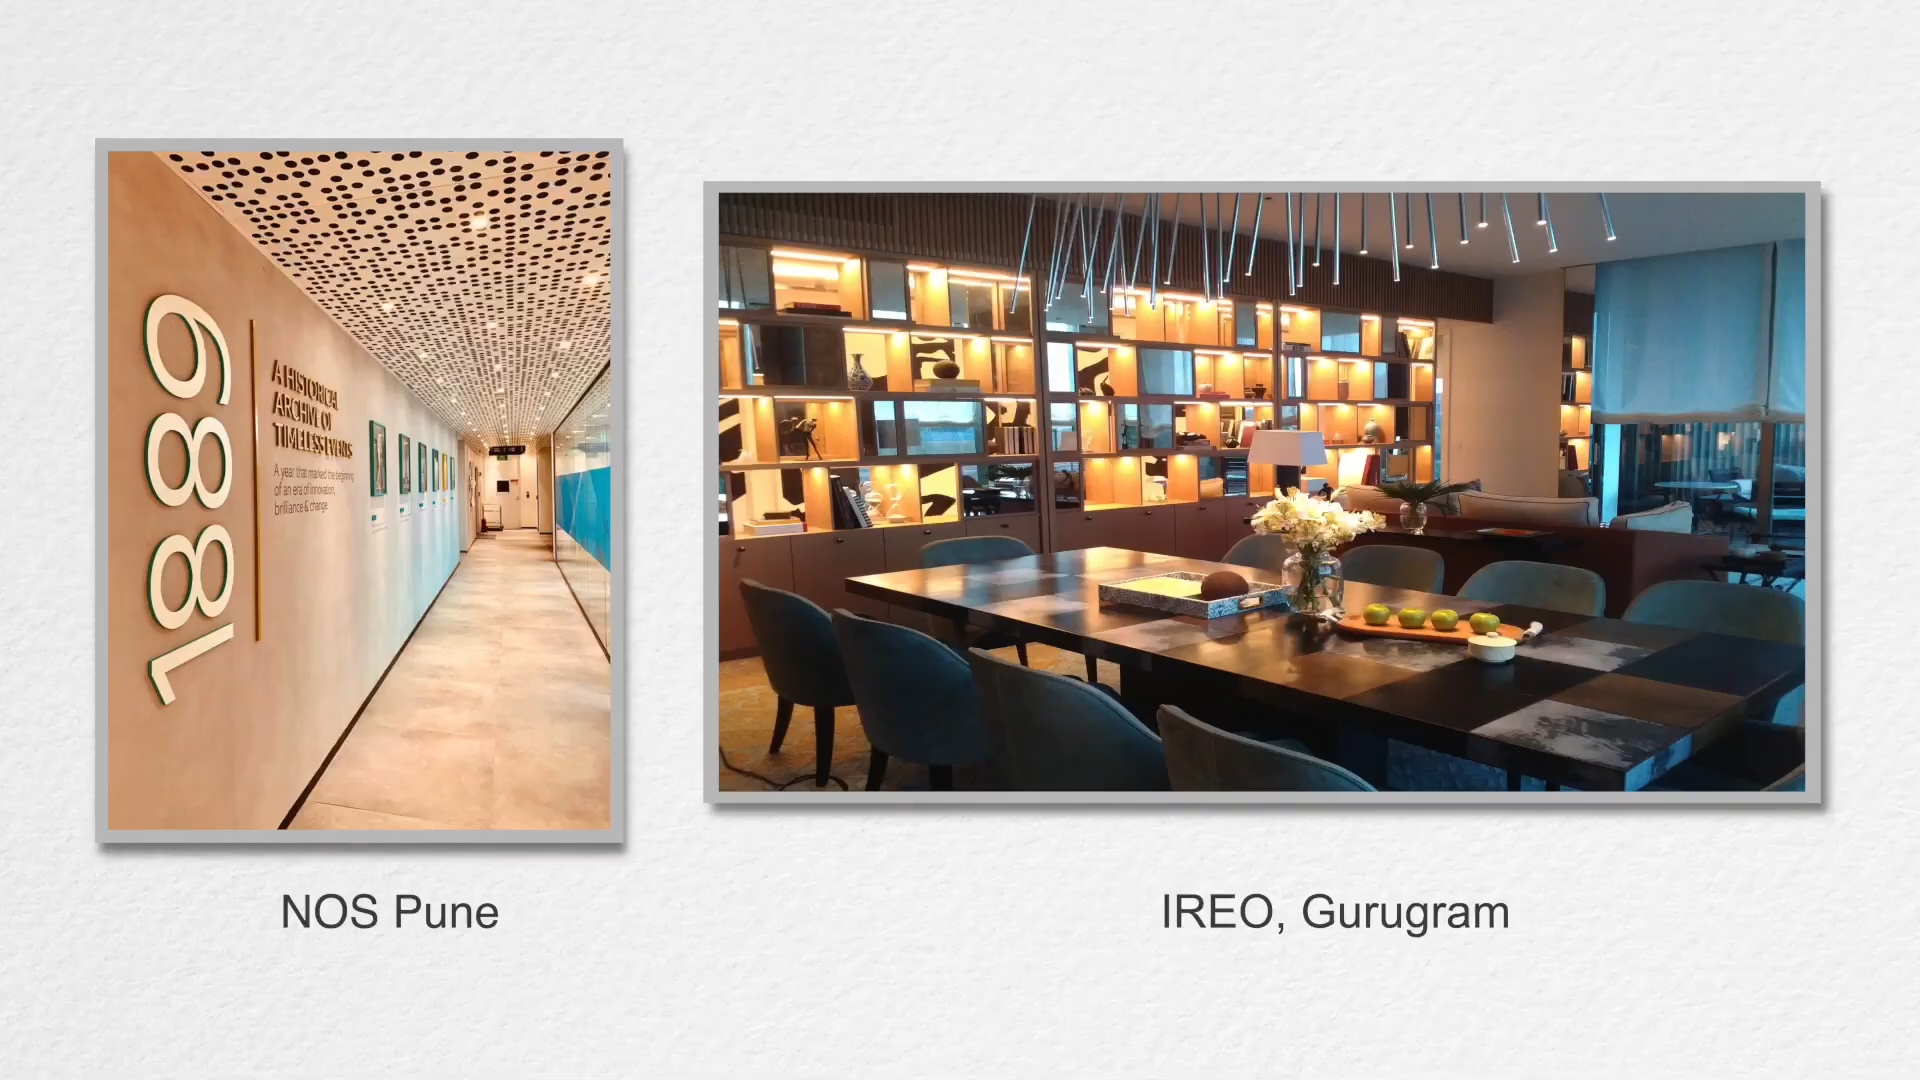 1889
A HISTORICAL
ARCHIVE OF
TIMELESS EVENTS
A year that marked the beginning
of an era of innovation,
brilliance & change
NOS Pune
IREO, Gurugram